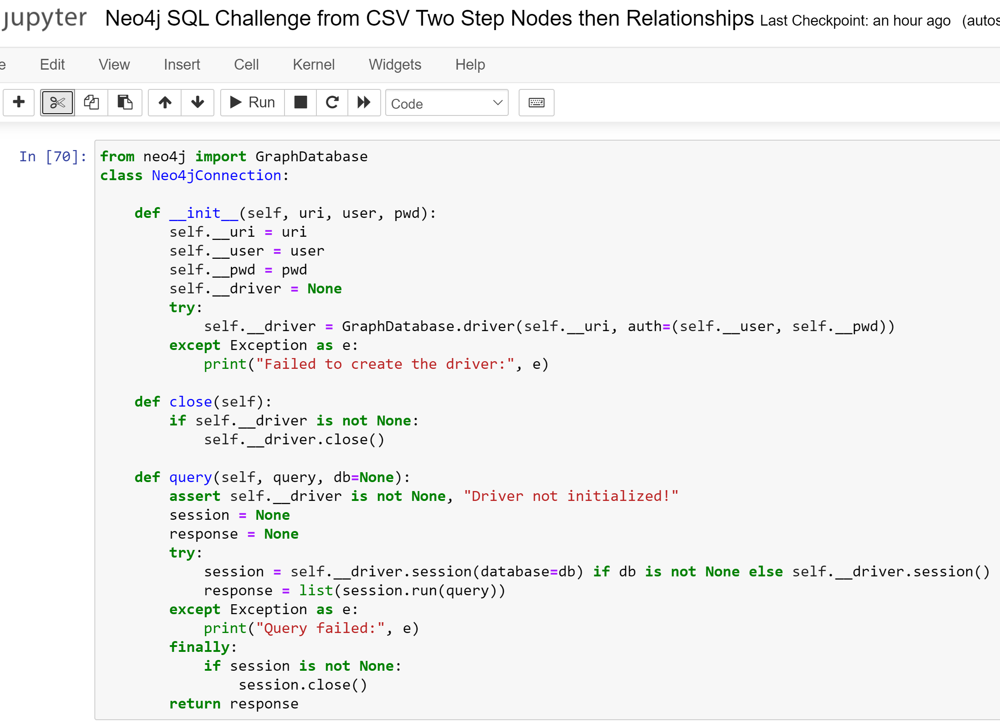 jupyter Neo4j SQL Challenge from CSV Two Step Nodes then Relationships Last Checkpoint: an hour ago (autos
e Edit View Insert Cell Kernel Widgets Help
Run Code
In [70]: from neo4j import GraphDatabase
class Neo4jConnection:
    def __init__(self, uri, user, pwd):
        self.__uri = uri
        self.__user = user
        self.__pwd = pwd
        self.__driver = None
        try:
            self.__driver = GraphDatabase.driver(self.__uri, auth=(self.__user, self.__pwd))
        except Exception as e:
            print("Failed to create the driver:", e)
    def close(self):
        if self.__driver is not None:
            self.__driver.close()
    def query(self, query, db=None):
        assert self.__driver is not None, "Driver not initialized!"
        session = None
        response = None
        try:
            session = self.__driver.session(database=db) if db is not None else self.__driver.session()
            response = list(session.run(query))
        except Exception as e:
            print("Query failed:", e)
        finally:
            if session is not None:
                session.close()
        return response